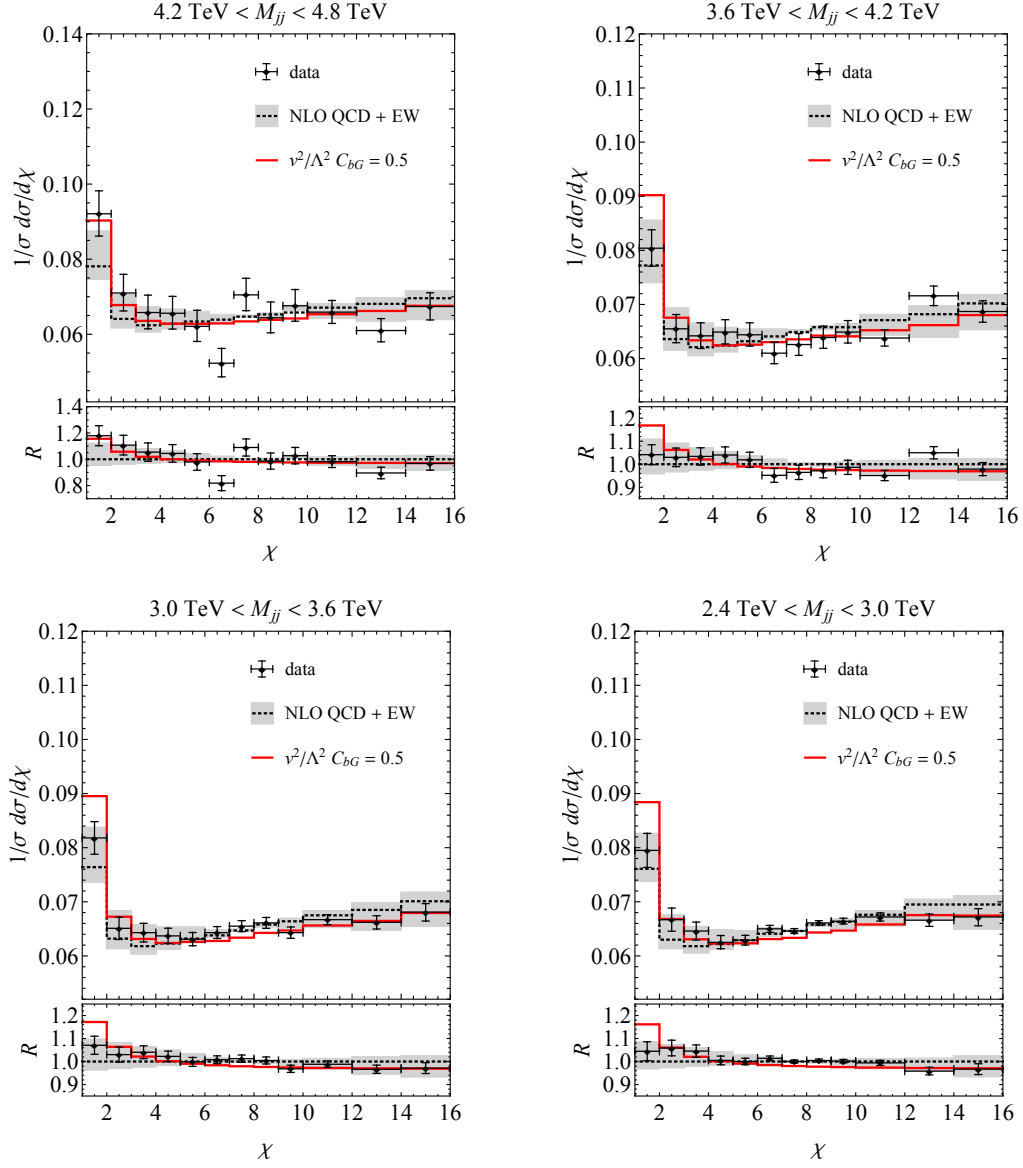 4.2 TeV < M_jj < 4.8 TeV
0.14
0.12
0.10
0.08
0.06
1/σ dσ/dχ
data
NLO QCD + EW
v²/Λ² C_bG = 0.5
1.4
1.2
1.0
0.8
R
2 4 6 8 10 12 14 16
χ
3.6 TeV < M_jj < 4.2 TeV
0.12
0.11
0.10
0.09
0.08
0.07
0.06
1/σ dσ/dχ
data
NLO QCD + EW
v²/Λ² C_bG = 0.5
1.2
1.1
1.0
0.9
R
2 4 6 8 10 12 14 16
χ
3.0 TeV < M_jj < 3.6 TeV
0.12
0.11
0.10
0.09
0.08
0.07
0.06
1/σ dσ/dχ
data
NLO QCD + EW
v²/Λ² C_bG = 0.5
1.2
1.1
1.0
0.9
R
2 4 6 8 10 12 14 16
χ
2.4 TeV < M_jj < 3.0 TeV
0.12
0.11
0.10
0.09
0.08
0.07
0.06
1/σ dσ/dχ
data
NLO QCD + EW
v²/Λ² C_bG = 0.5
1.2
1.1
1.0
0.9
R
2 4 6 8 10 12 14 16
χ